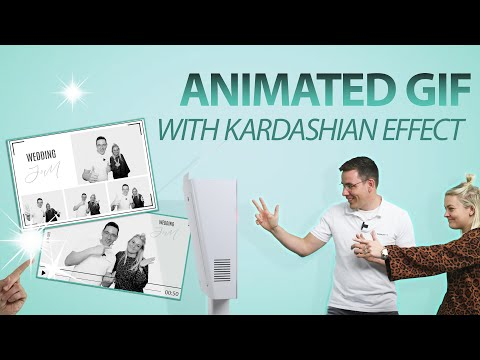 ANIMATED GIF
WITH KARDASHIAN EFFECT
WEDDING
J&M
WEDDING
J&M
00:50